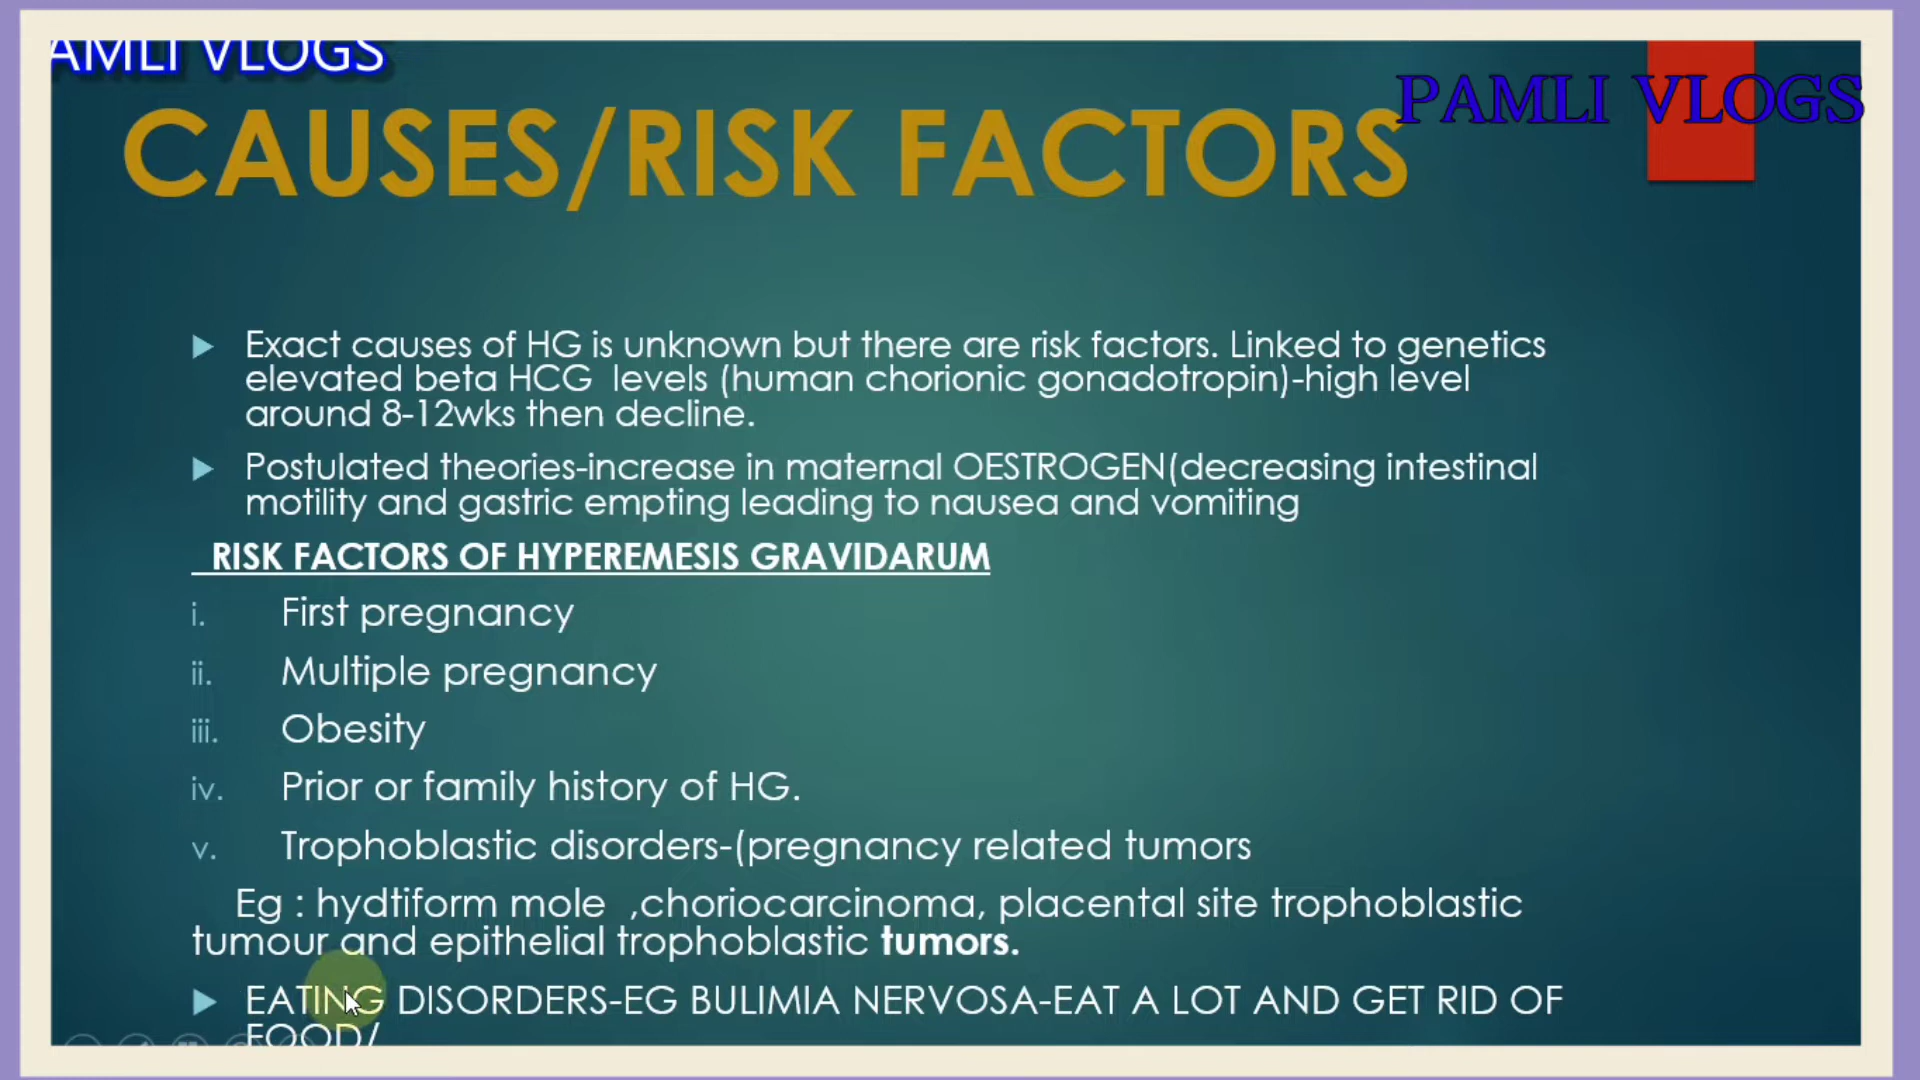 AMLI VLOGS
PAMLI VLOGS
CAUSES/RISK FACTORS
Exact causes of HG is unknown but there are risk factors. Linked to genetics
elevated beta HCG levels (human chorionic gonadotropin)-high level
around 8-12wks then decline.
Postulated theories-increase in maternal OESTROGEN(decreasing intestinal
motility and gastric empting leading to nausea and vomiting
RISK FACTORS OF HYPEREMESIS GRAVIDARUM
i. First pregnancy
ii. Multiple pregnancy
iii. Obesity
iv. Prior or family history of HG.
v. Trophoblastic disorders-(pregnancy related tumors
Eg : hydtiform mole ,choriocarcinoma, placental site trophoblastic
tumour and epithelial trophoblastic tumors.
EATING DISORDERS-EG BULIMIA NERVOSA-EAT A LOT AND GET RID OF
FOOD/